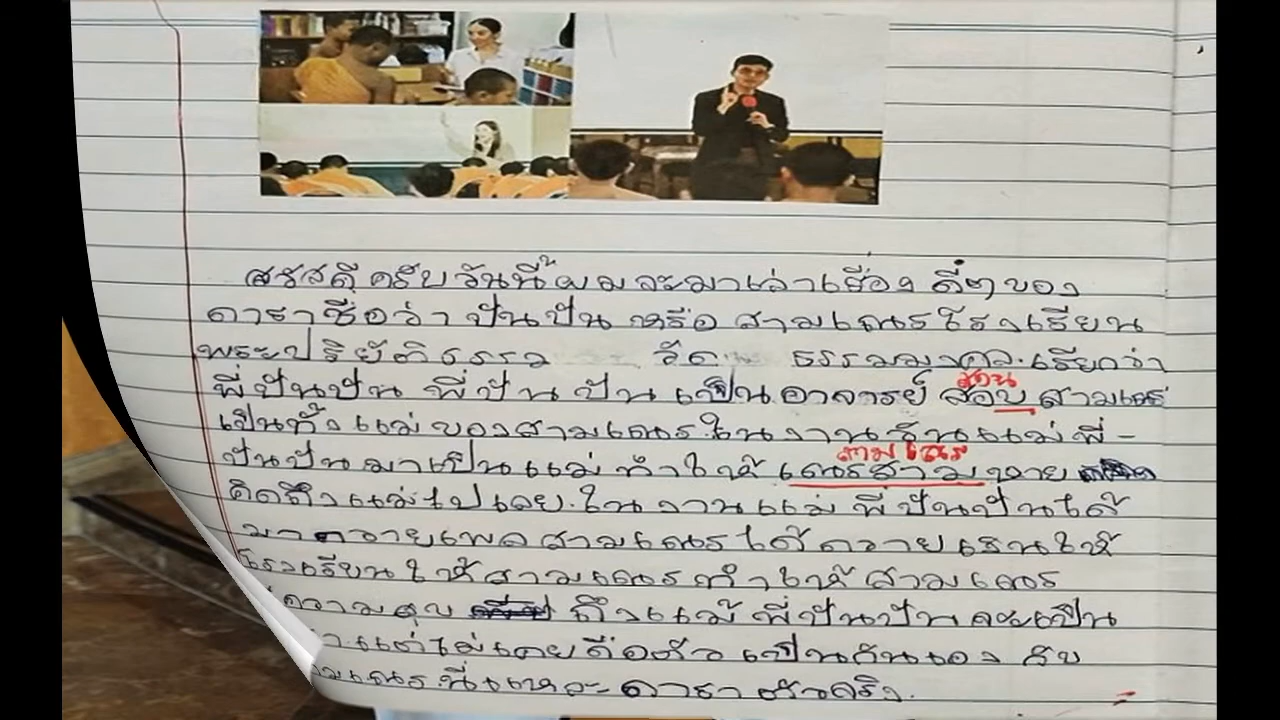 สวัสดี ครับ วันนี้ ผม จะมาเล่าเรื่อง ดีๆ ของ
ดารา ชื่อว่า ปันปัน หรือ สามเณรโรงเรียน
พระปริยัติธรรม วัด ธรรมมงคล เรียกว่า
พี่ปันปัน พี่ปันปัน เป็น อาจารย์ สอบ สามเณร
สอน
เป็นทั้งแม่ของสามเณร ในงานวันแม่ พี่-
ปันปัน มาเป็นแม่ ทำให้ เณรสาม หลาย
สามเณร
คิดถึงแม่ไปเลย ในงานแม่ พี่ปันปันได้
มาถวายเพลสามเณร ได้ถวาย ให้
โรงเรียนให้สามเณร ทำให้ สามเณร
ความสุข ถึงแม้ พี่ปันปัน จะเป็น
แต่ไม่เคยถือตัว เป็นกันเอง กับ
เณร นี่แหละ ดารา ตัวจริง.